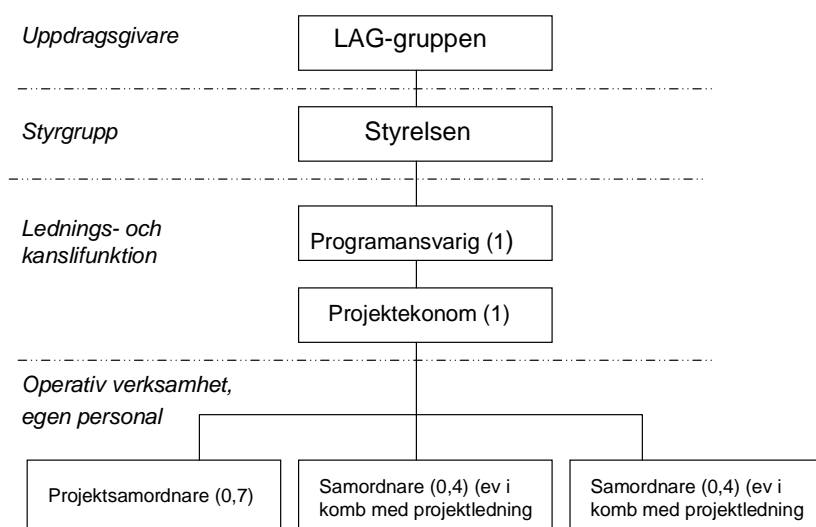 Uppdragsgivare
LAG-gruppen
Styrgrupp
Styrelsen
Lednings- och
kanslifunktion
Programansvarig (1)
Projektekonom (1)
Operativ verksamhet,
egen personal
Projektsamordnare (0,7)
Samordnare (0,4) (ev i
komb med projektledning
Samordnare (0,4) (ev i
komb med projektledning